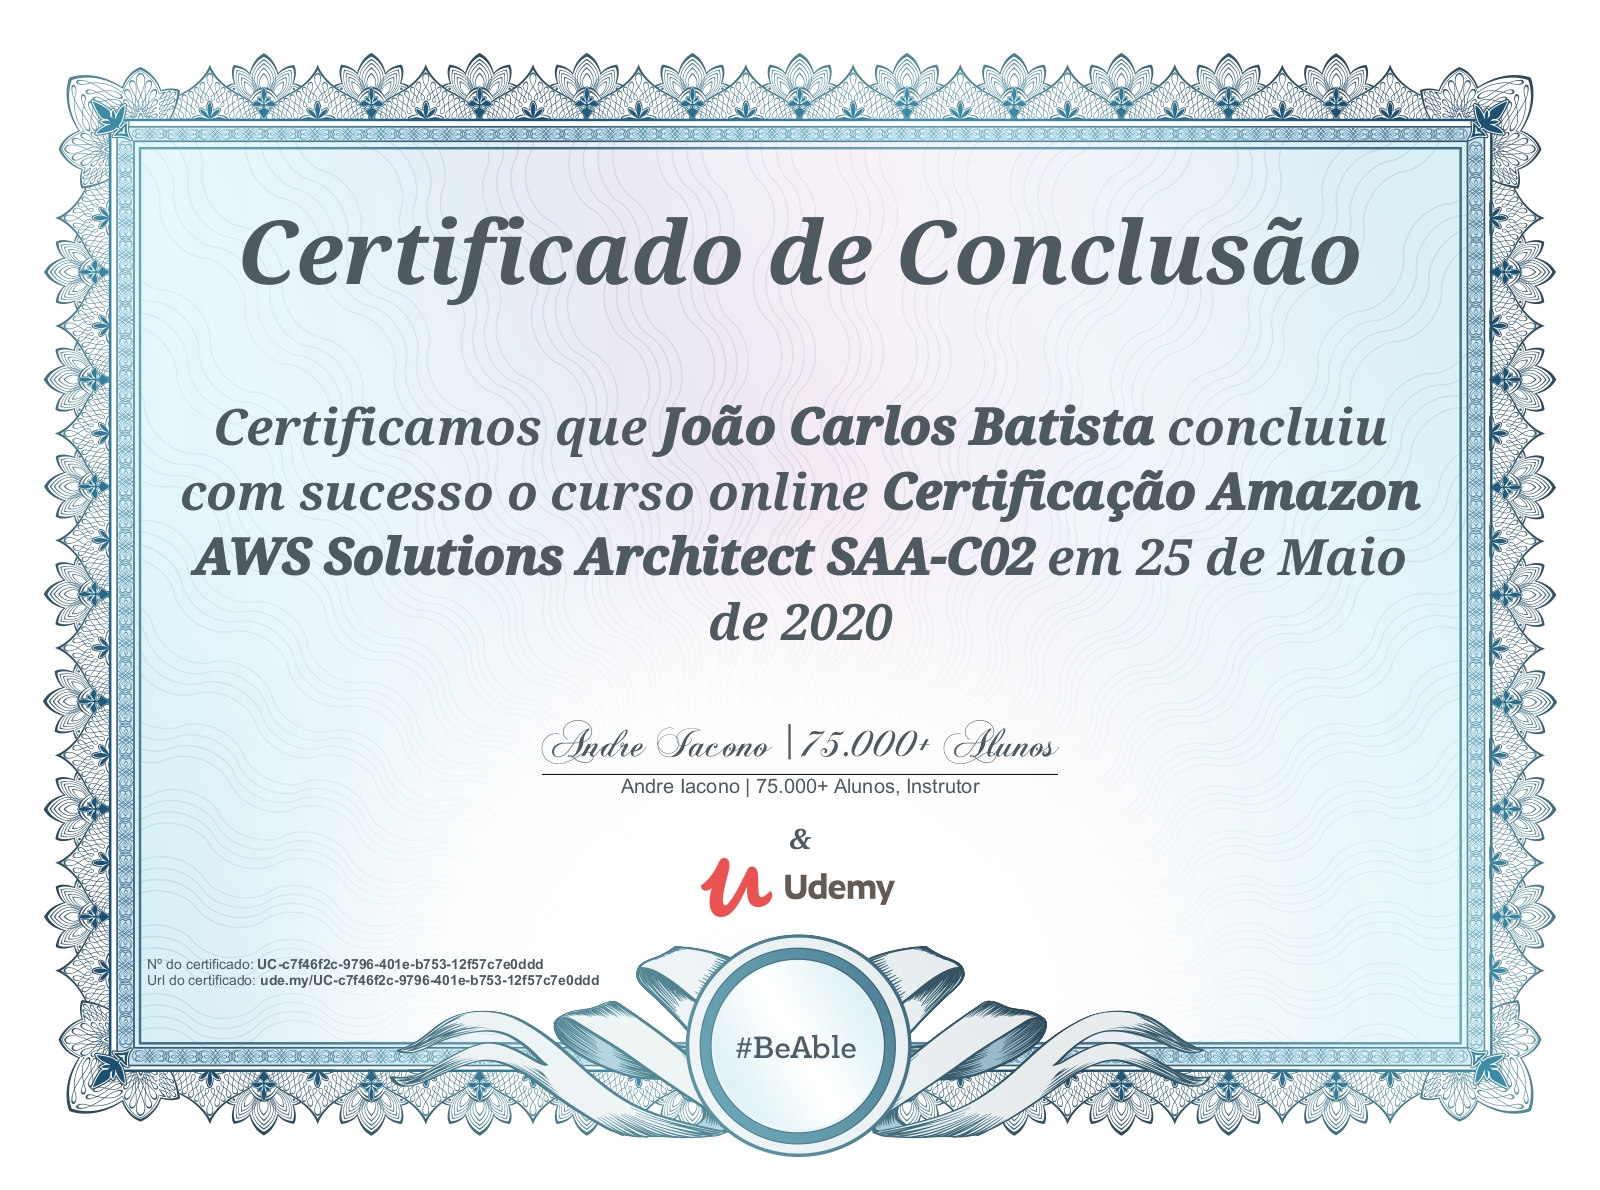 Certificado de Conclusão
Certificamos que João Carlos Batista concluiu
com sucesso o curso online Certificação Amazon
AWS Solutions Architect SAA-C02 em 25 de Maio
de 2020
Andre Iacono | 75.000+ Alunos
Andre Iacono | 75.000+ Alunos, Instrutor
&
Udemy
Nº do certificado: UC-c7f46f2c-9796-401e-b753-12f57c7e0ddd
Url do certificado: ude.my/UC-c7f46f2c-9796-401e-b753-12f57c7e0ddd
#BeAble